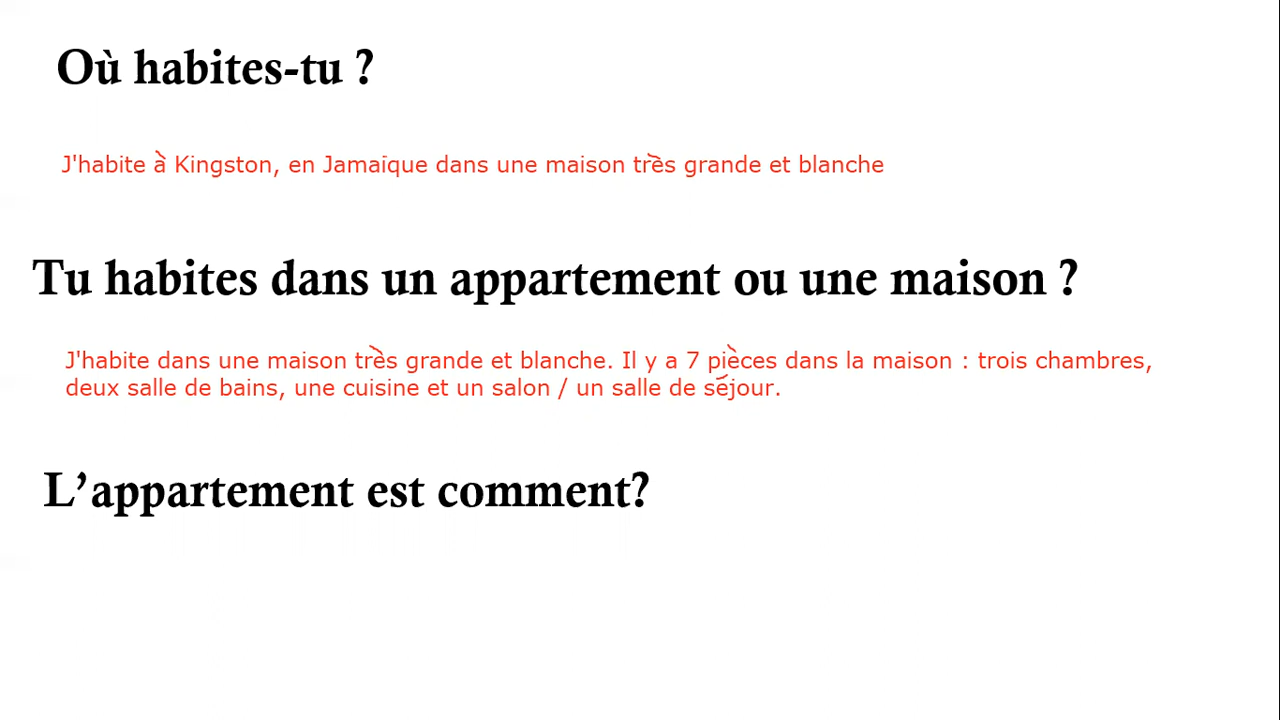 Où habites-tu ?
J'habite à Kingston, en Jamaïque dans une maison très grande et blanche
Tu habites dans un appartement ou une maison ?
J'habite dans une maison très grande et blanche. Il y a 7 pièces dans la maison : trois chambres,
deux salle de bains, une cuisine et un salon / un salle de séjour.
L’appartement est comment?